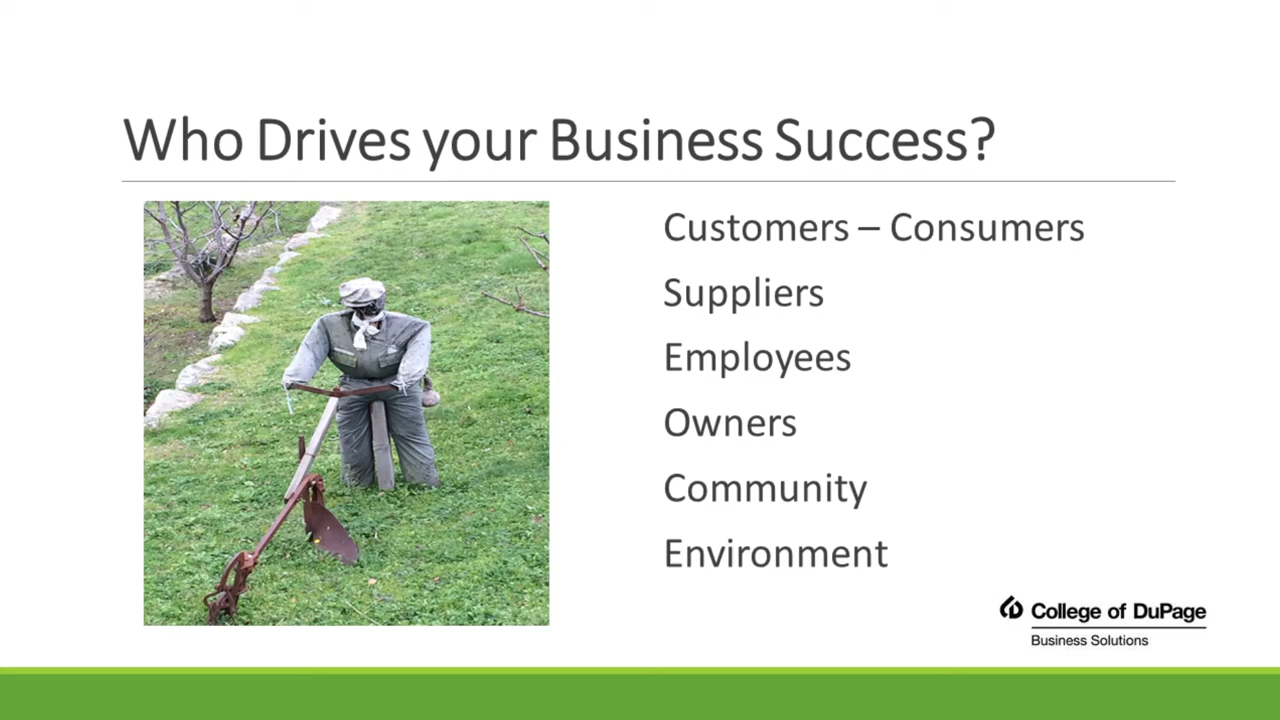 Who Drives your Business Success?
Customers – Consumers
Suppliers
Employees
Owners
Community
Environment
College of DuPage
Business Solutions